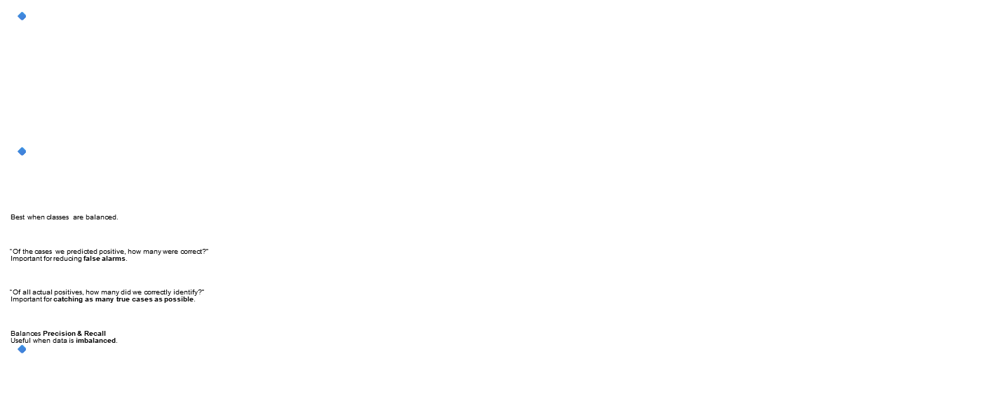 Best when classes are balanced.
"Of the cases we predicted positive, how many were correct?"
Important for reducing false alarms.
"Of all actual positives, how many did we correctly identify?"
Important for catching as many true cases as possible.
Balances Precision & Recall
Useful when data is imbalanced.